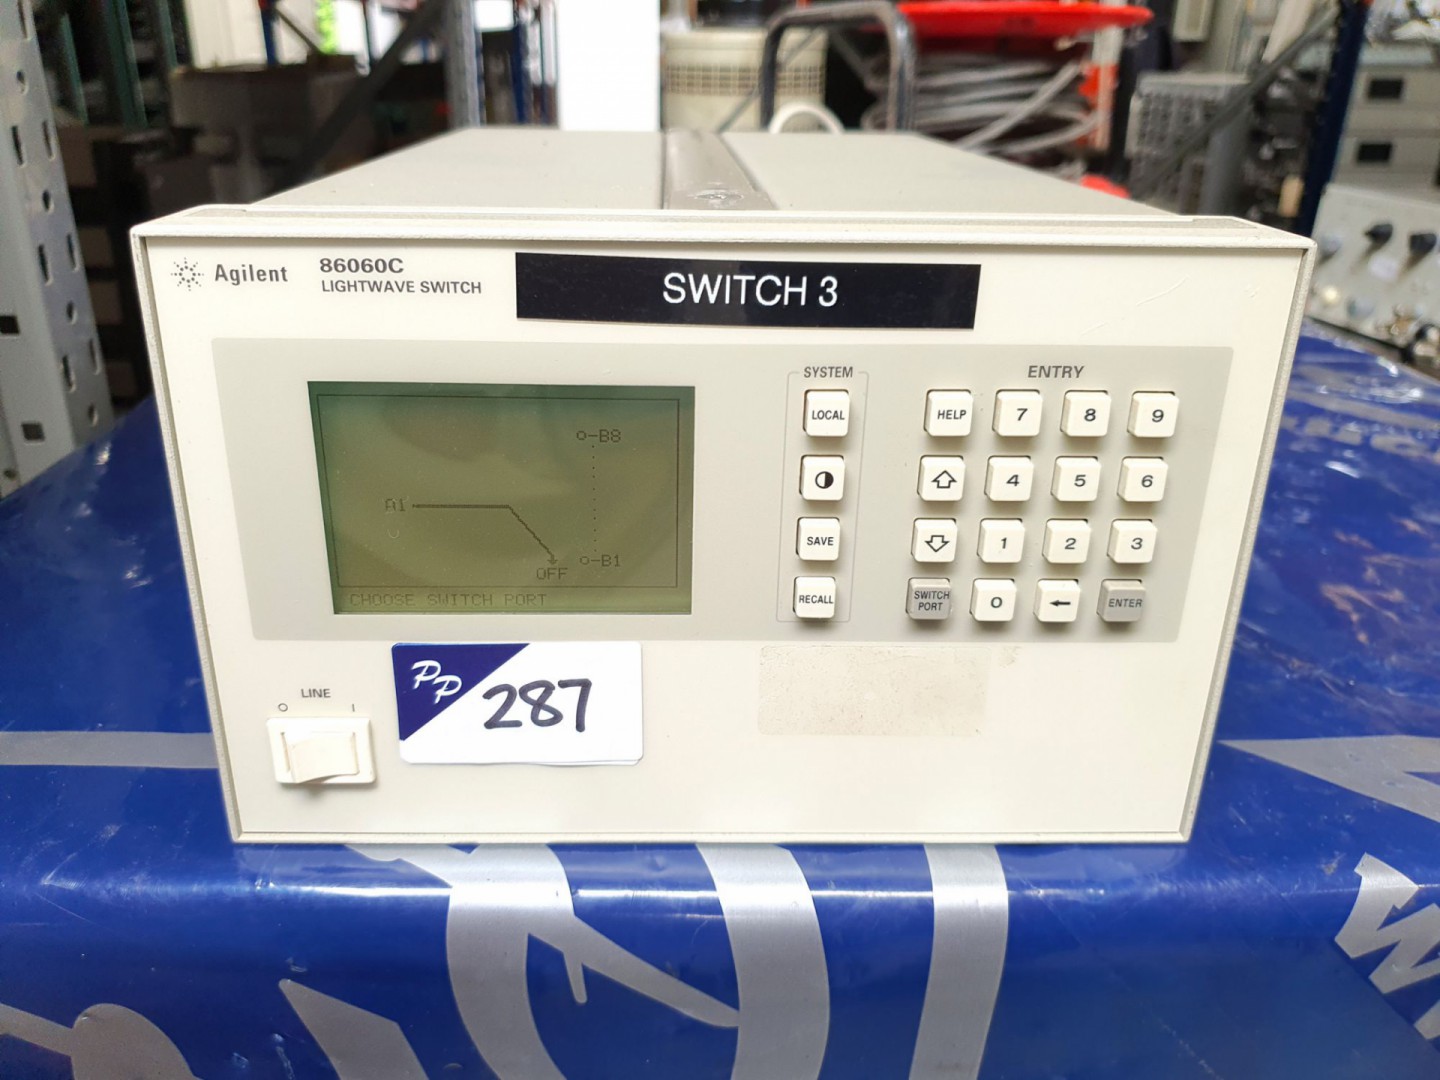 Agilent
86060C
LIGHTWAVE SWITCH
SWITCH 3
B8
A1
B1
OFF
CHOOSE SWITCH PORT
SYSTEM
LOCAL
SAVE
RECALL
ENTRY
HELP 7 8 9
4 5 6
1 2 3
SWITCH PORT 0 ENTER
LINE
O I
PP 287